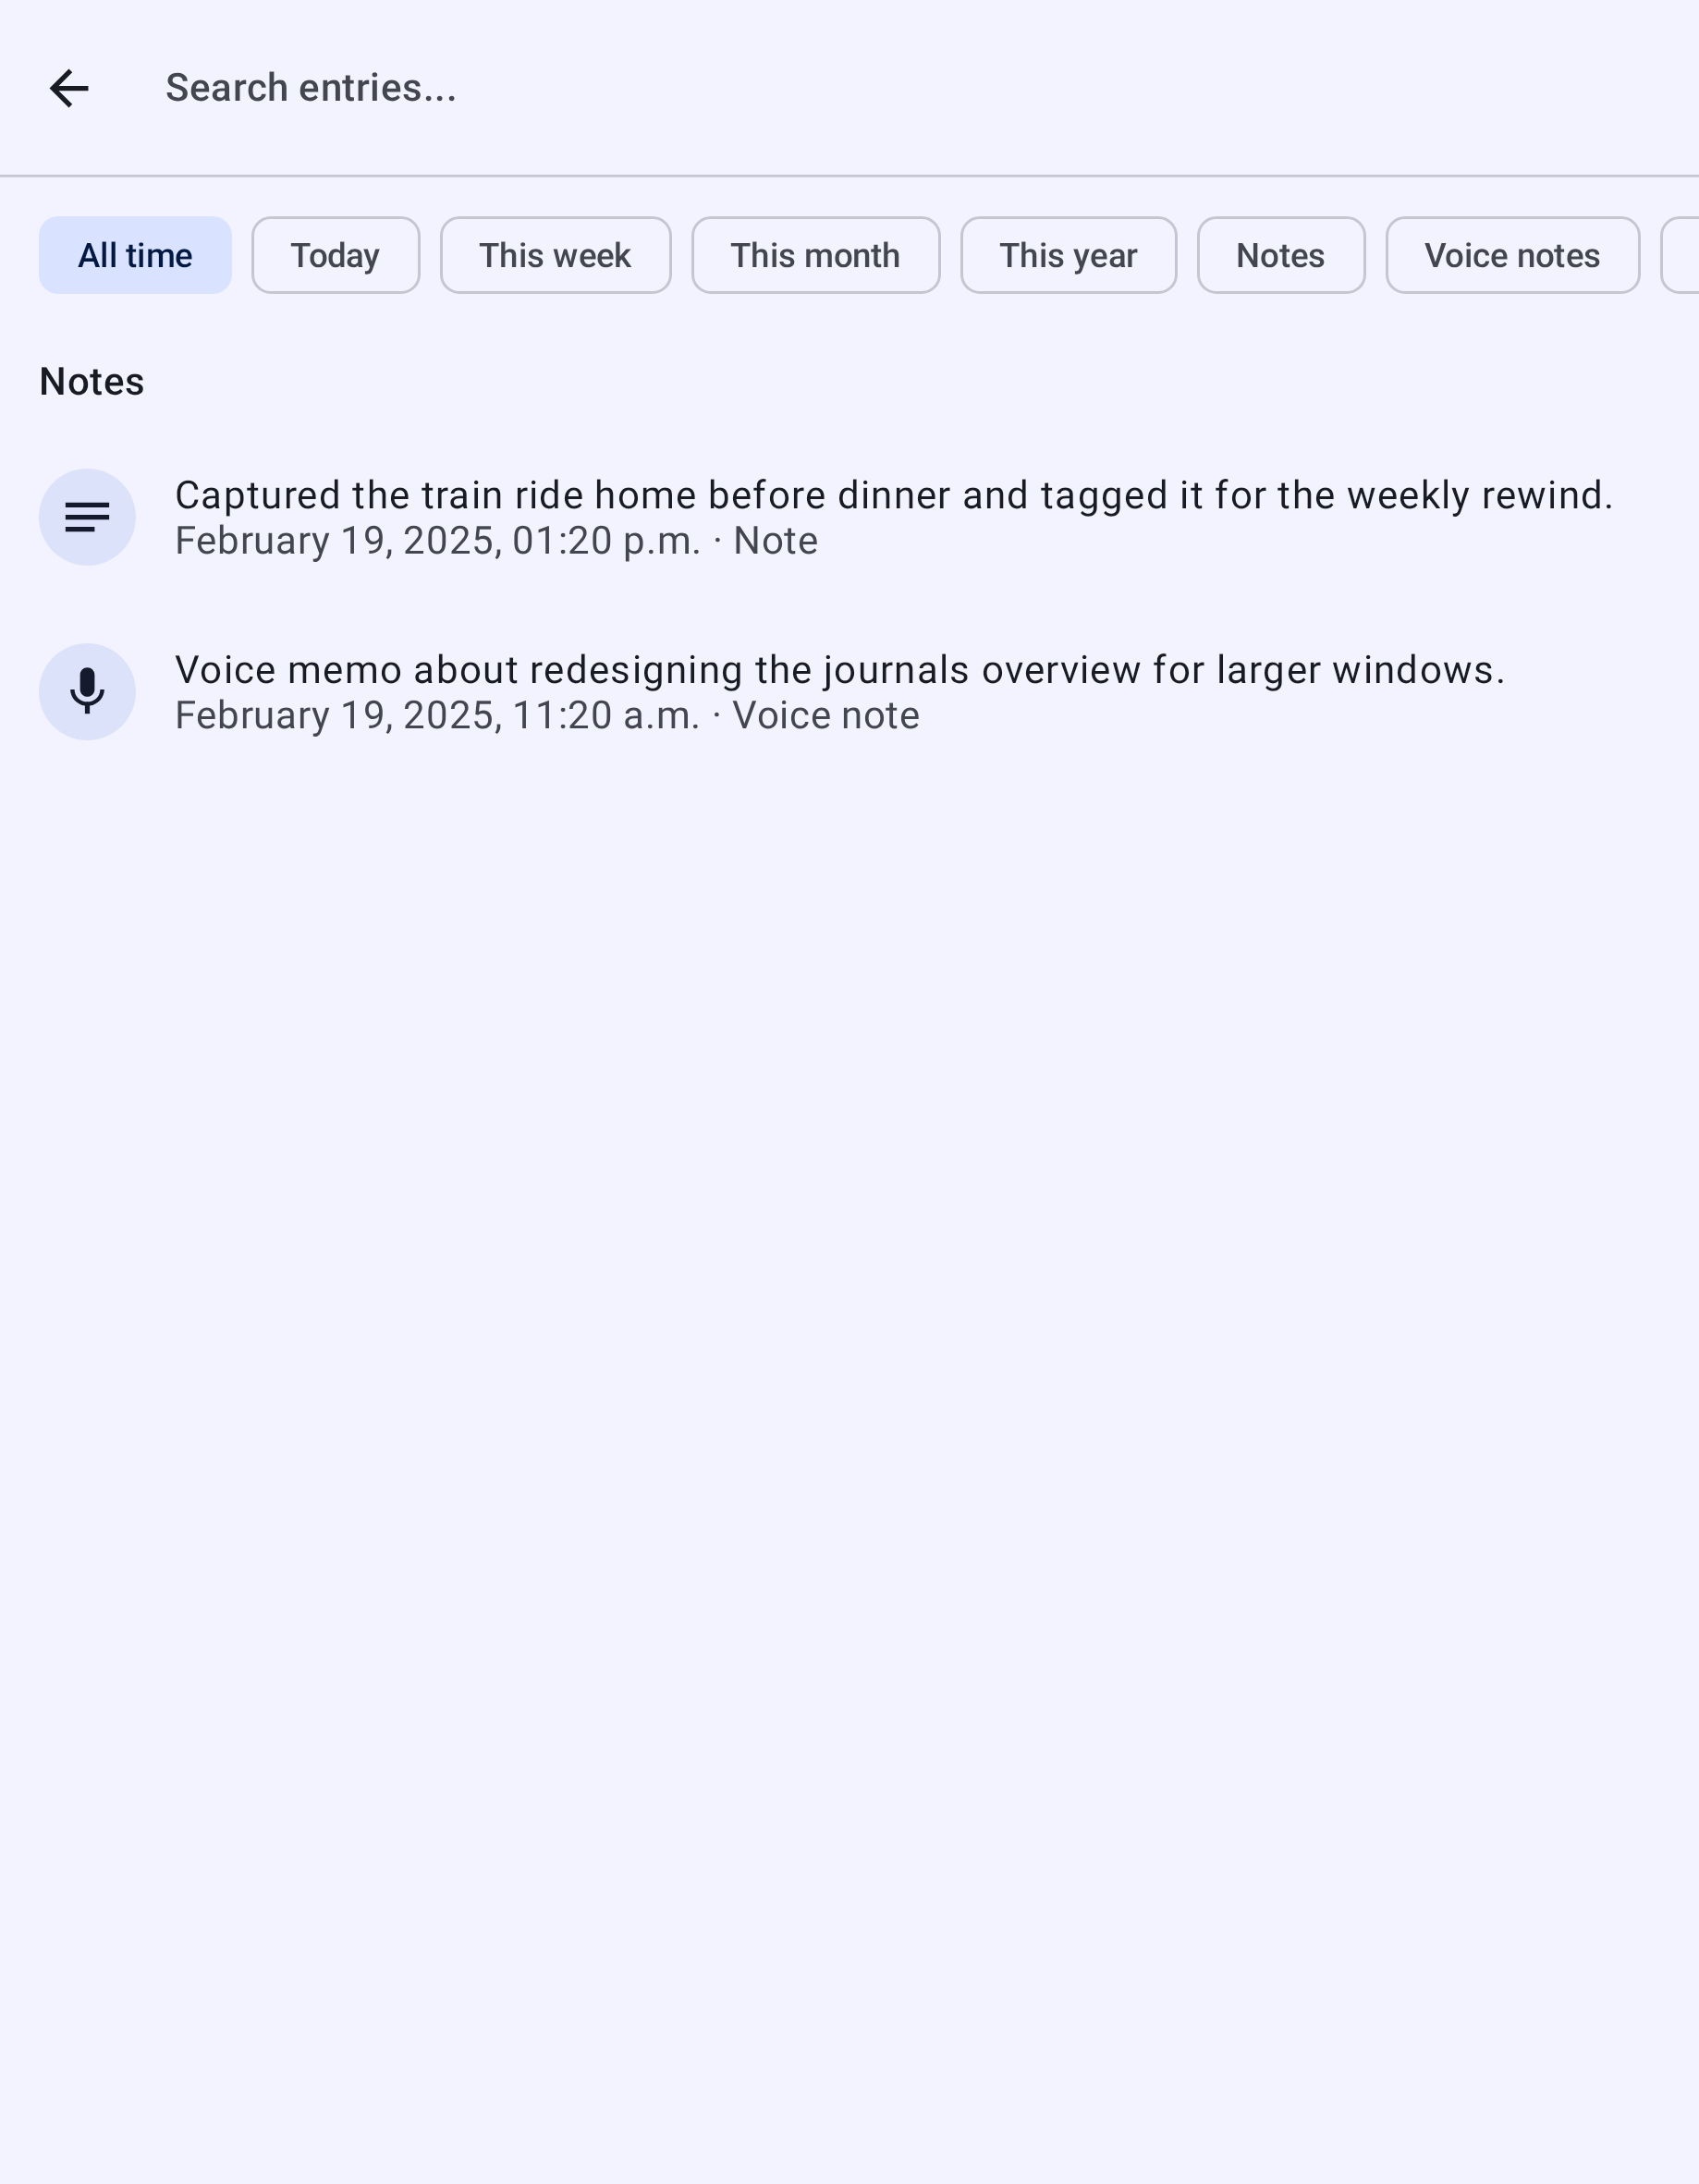 Search entries...
All time
Today
This week
This month
This year
Notes
Voice notes
Notes
Captured the train ride home before dinner and tagged it for the weekly rewind.
February 19, 2025, 01:20 p.m. · Note
Voice memo about redesigning the journals overview for larger windows.
February 19, 2025, 11:20 a.m. · Voice note